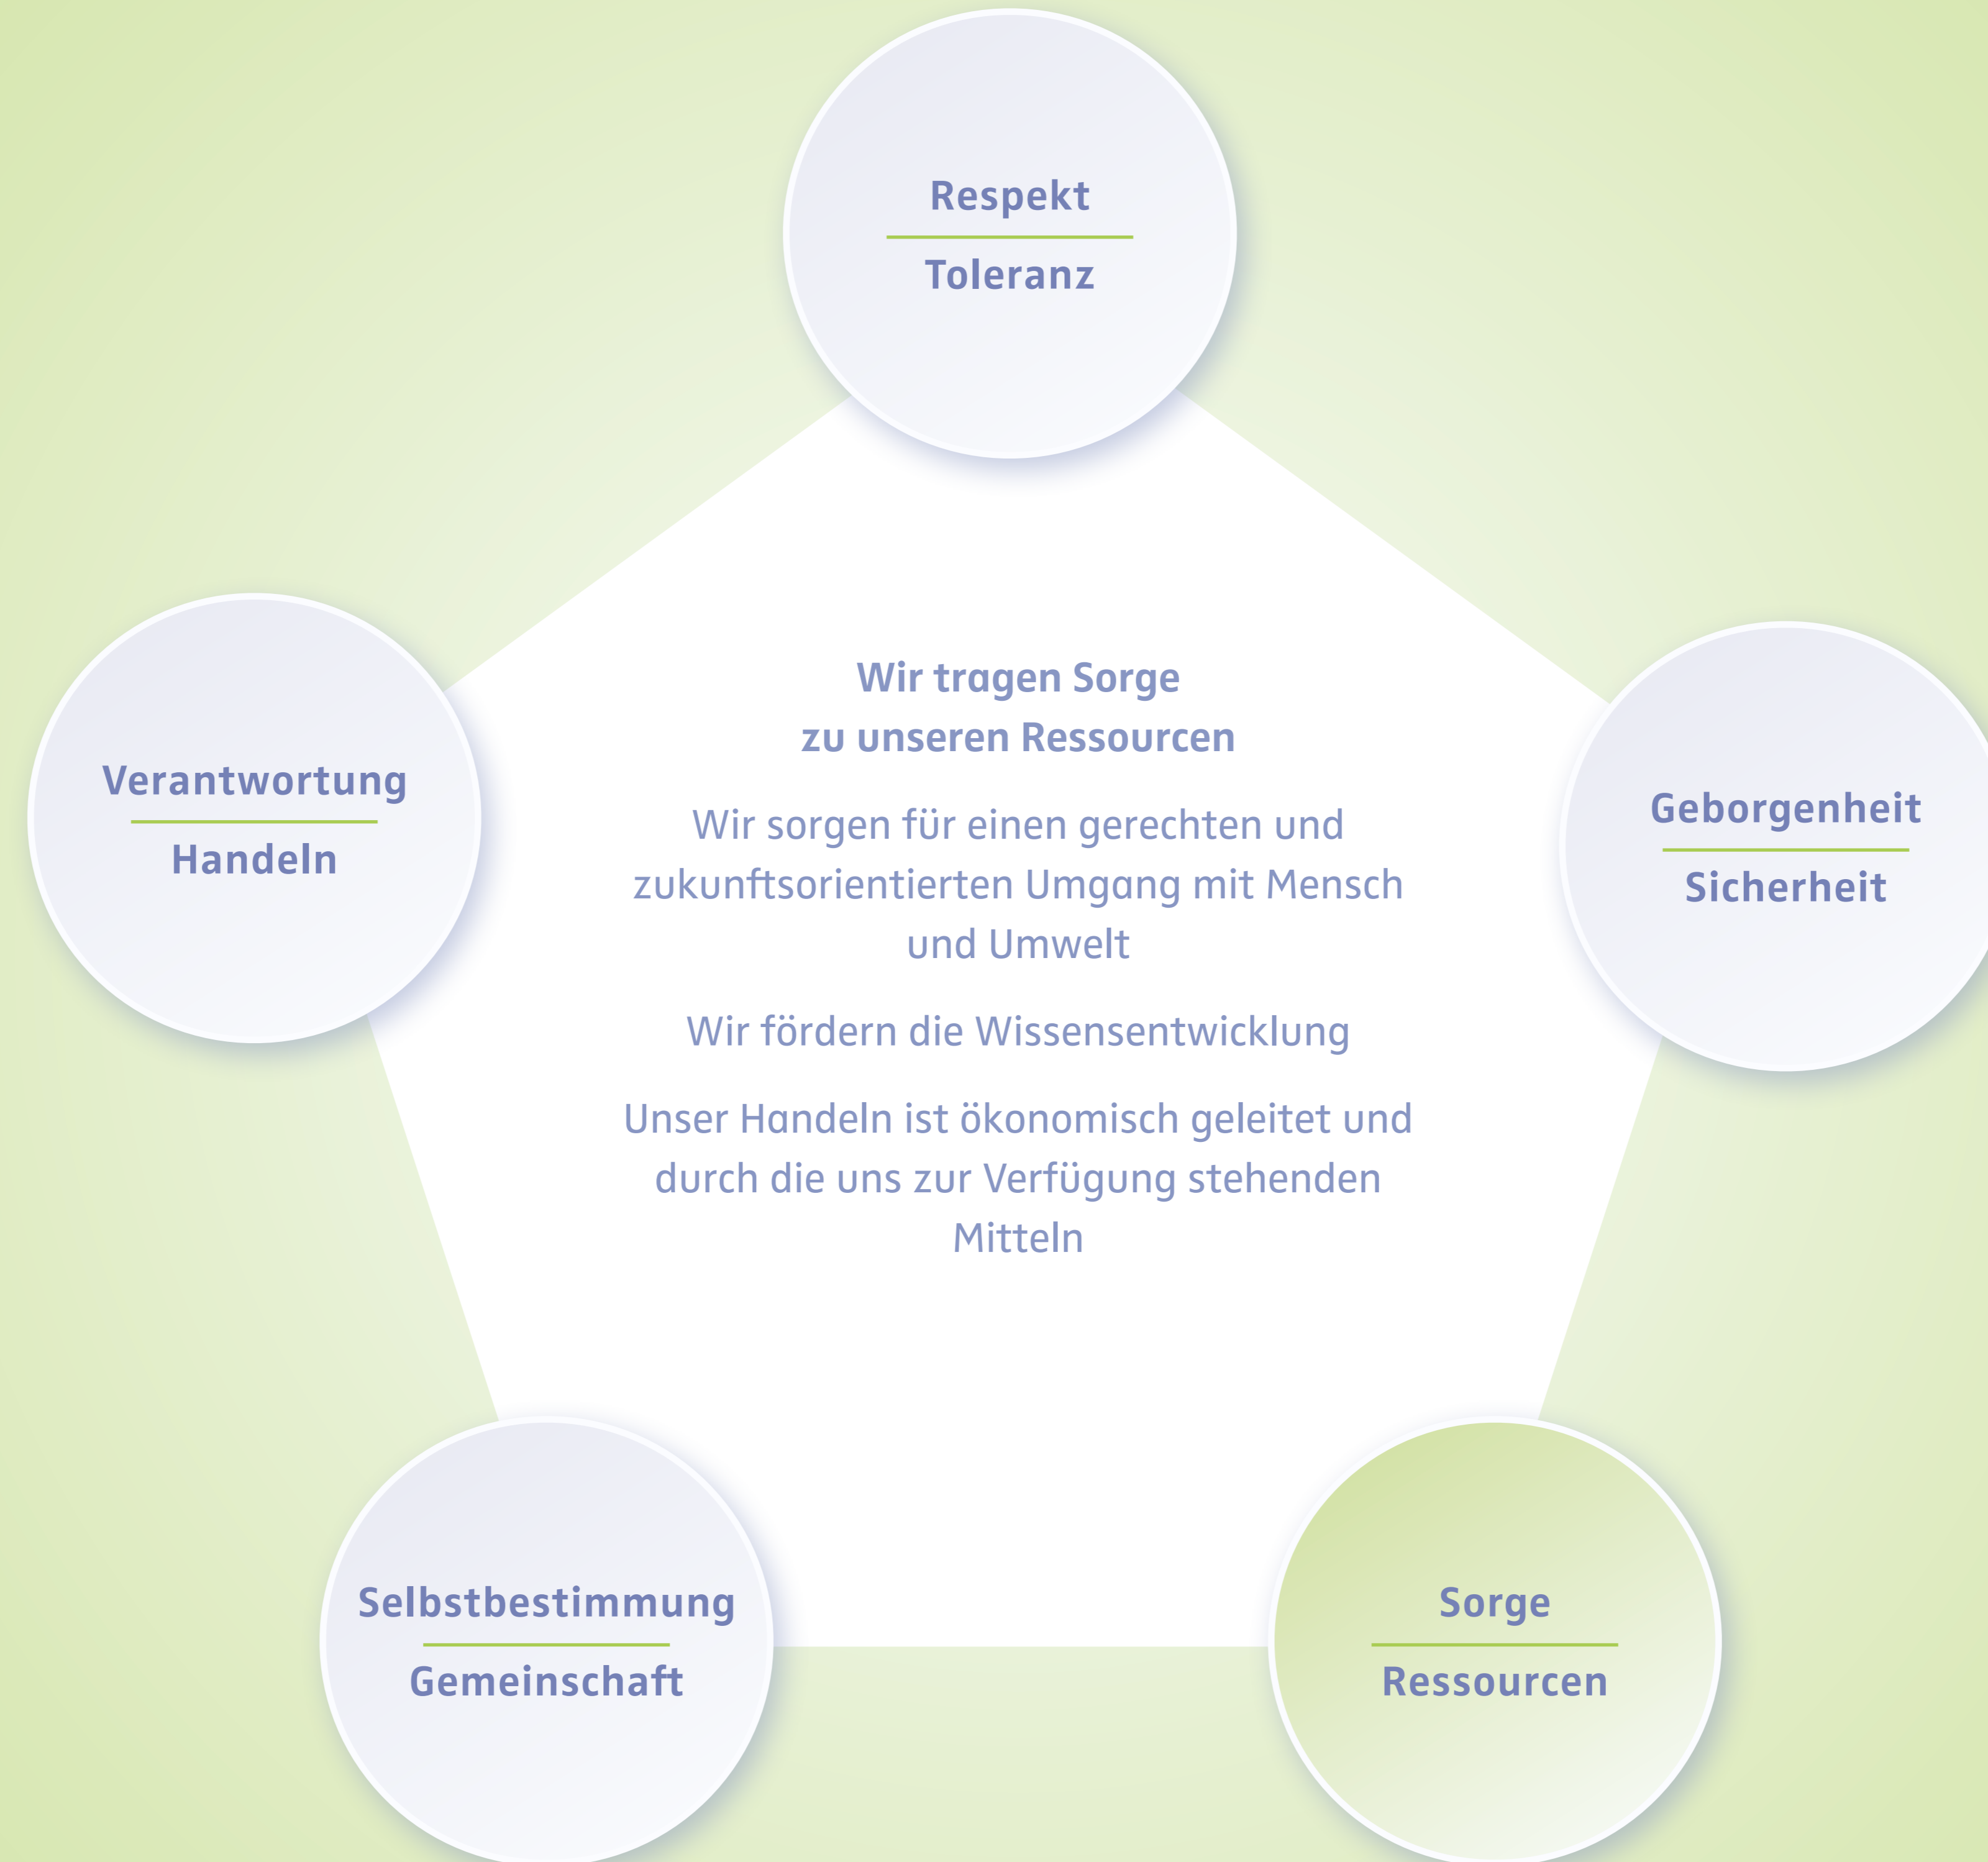 Respekt
Toleranz
Wir tragen Sorge
zu unseren Ressourcen
Verantwortung
Handeln
Geborgenheit
Sicherheit
Wir sorgen für einen gerechten und
zukunftsorientierten Umgang mit Mensch
und Umwelt
Wir fördern die Wissensentwicklung
Unser Handeln ist ökonomisch geleitet und
durch die uns zur Verfügung stehenden
Mitteln
Selbstbestimmung
Gemeinschaft
Sorge
Ressourcen